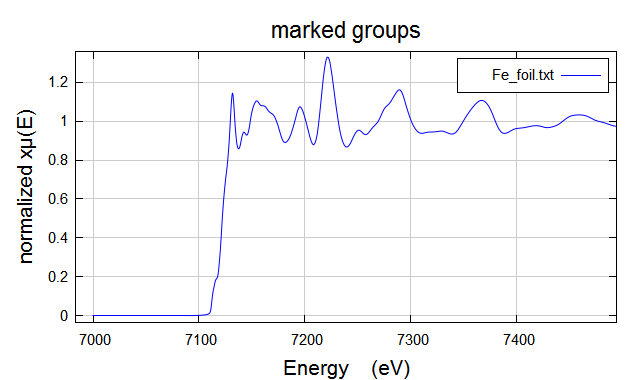 marked groups
Fe_foil.txt
normalized xμ(E)
1.2
1
0.8
0.6
0.4
0.2
0
7000 7100 7200 7300 7400
Energy (eV)